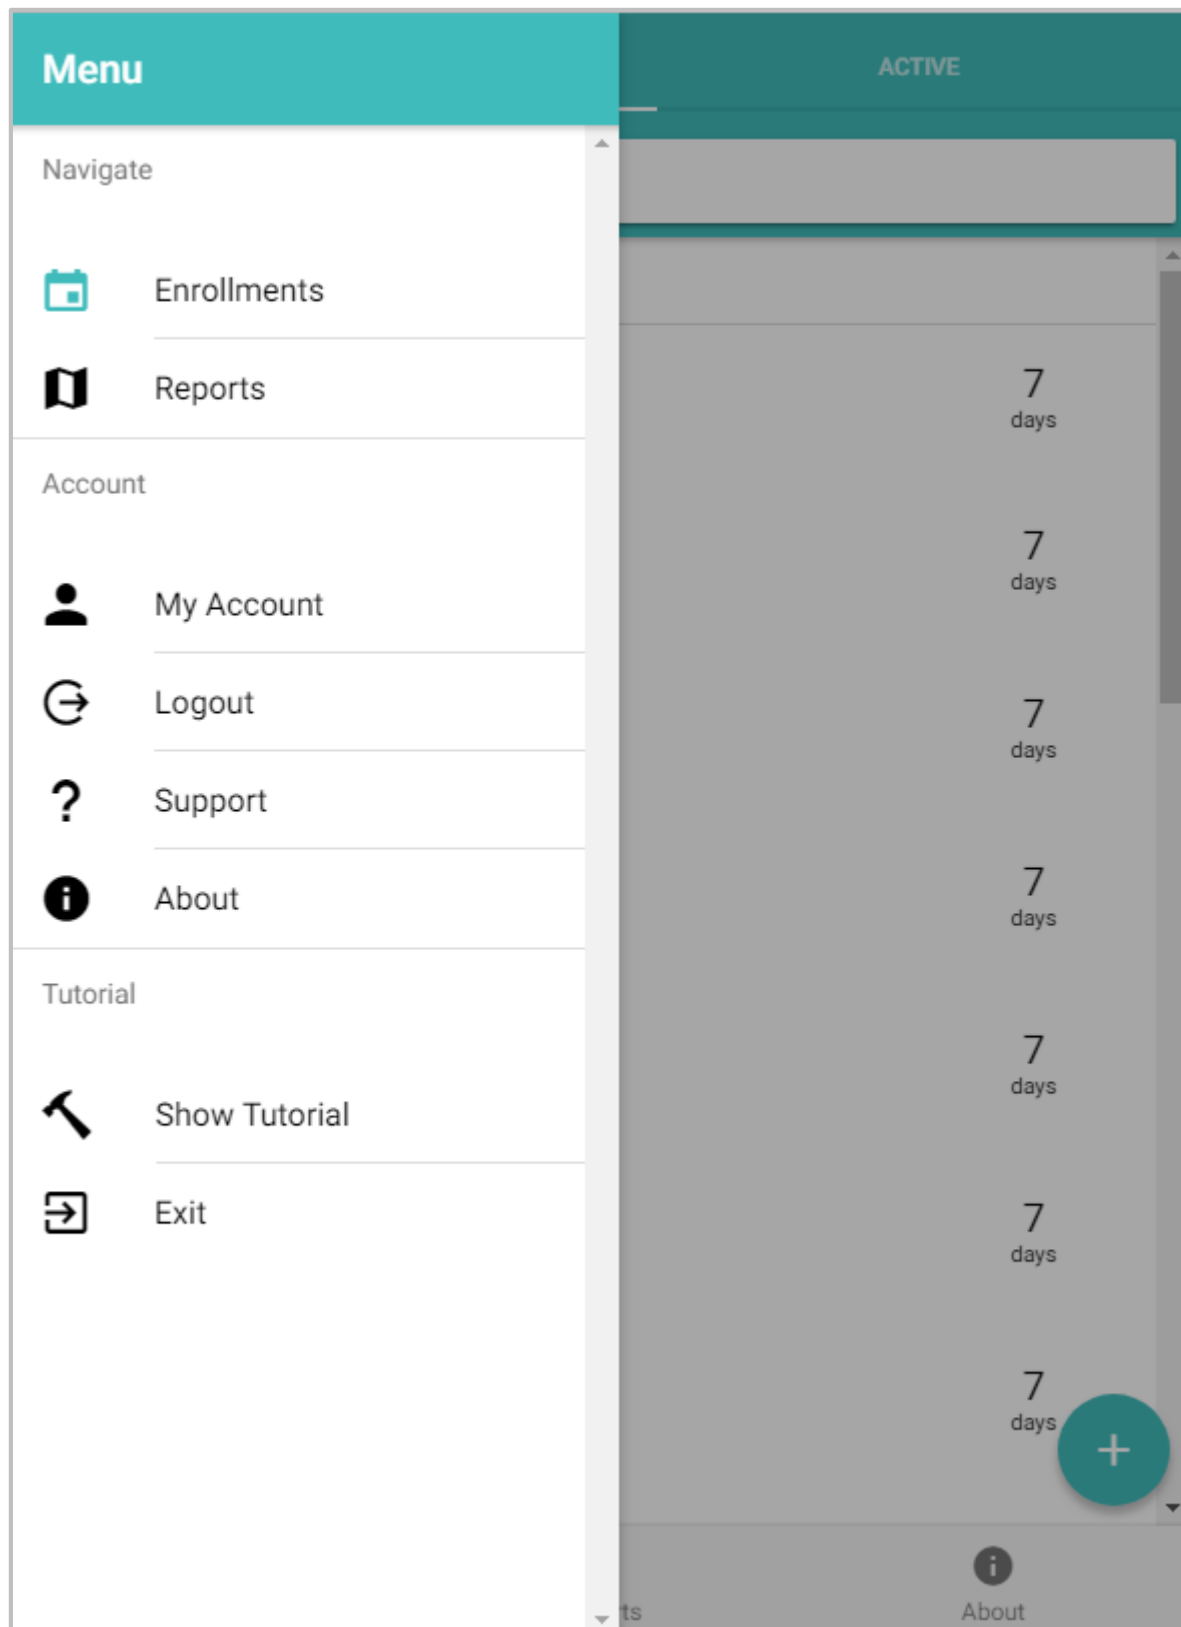 Menu
ACTIVE
Navigate
Enrollments
Reports
Account
My Account
Logout
Support
About
Tutorial
Show Tutorial
Exit
7
days
7
days
7
days
7
days
7
days
7
days
7
days
+
rts
About